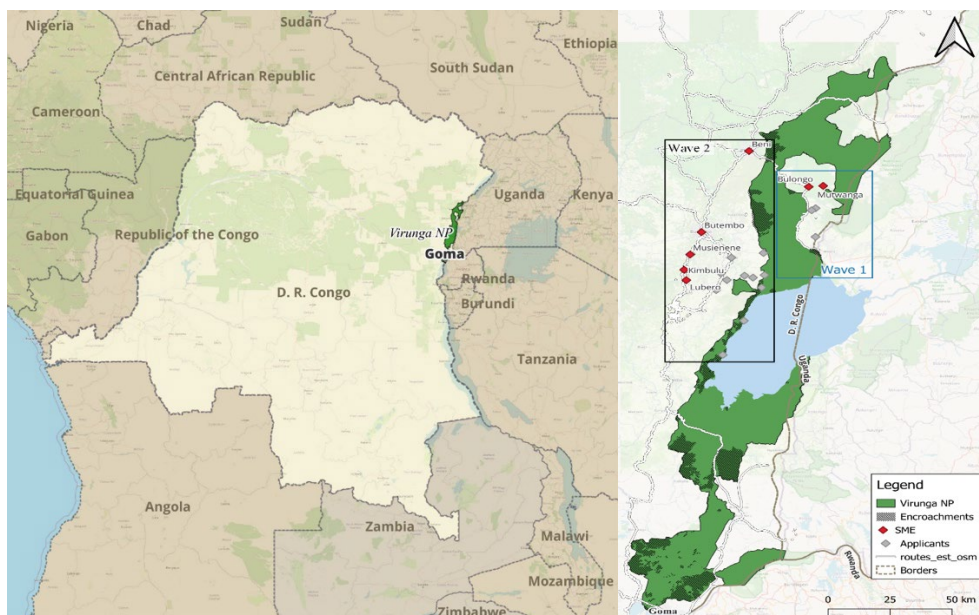 Nigeria
Chad
Sudan
Ethiopia
South Sudan
Central African Republic
Cameroon
Equatorial Guinea
Gabon
Republic of the Congo
Uganda
Kenya
Virunga NP
Goma
Rwanda
Burundi
D. R. Congo
Tanzania
Angola
Zambia
Malawi
Mozambique
Zimbabwe
Wave 2
Beni
Bulongo
Mutwanga
Butembo
Musienene
Kimbulu
Lubero
Wave 1
D. R. Congo
Uganda
Legend
Virunga NP
Encroachments
SME
Applicants
routes_est_osm
Borders
Rwanda
0 25 50 km
Goma